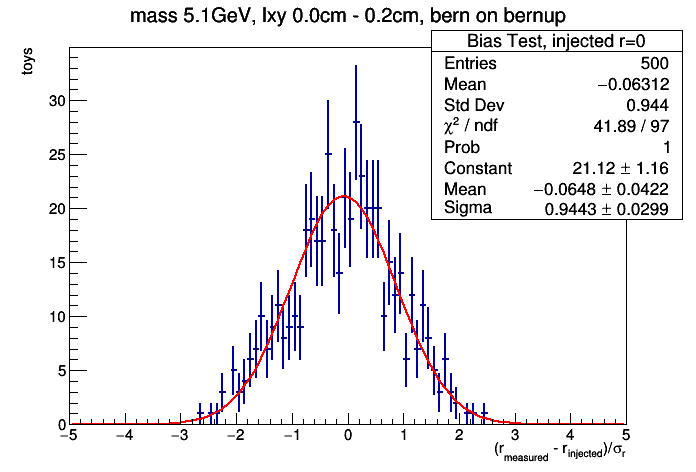 mass 5.1GeV, lxy 0.0cm - 0.2cm, bern on bernup
Bias Test, injected r=0
Entries 500
Mean −0.06312
Std Dev 0.944
χ² / ndf 41.89 / 97
Prob 1
Constant 21.12 ± 1.16
Mean −0.0648 ± 0.0422
Sigma 0.9443 ± 0.0299
toys
30
25
20
15
10
5
0
−5 −4 −3 −2 −1 0 1 2 3 4 5
(r_measured - r_injected)/σ_r